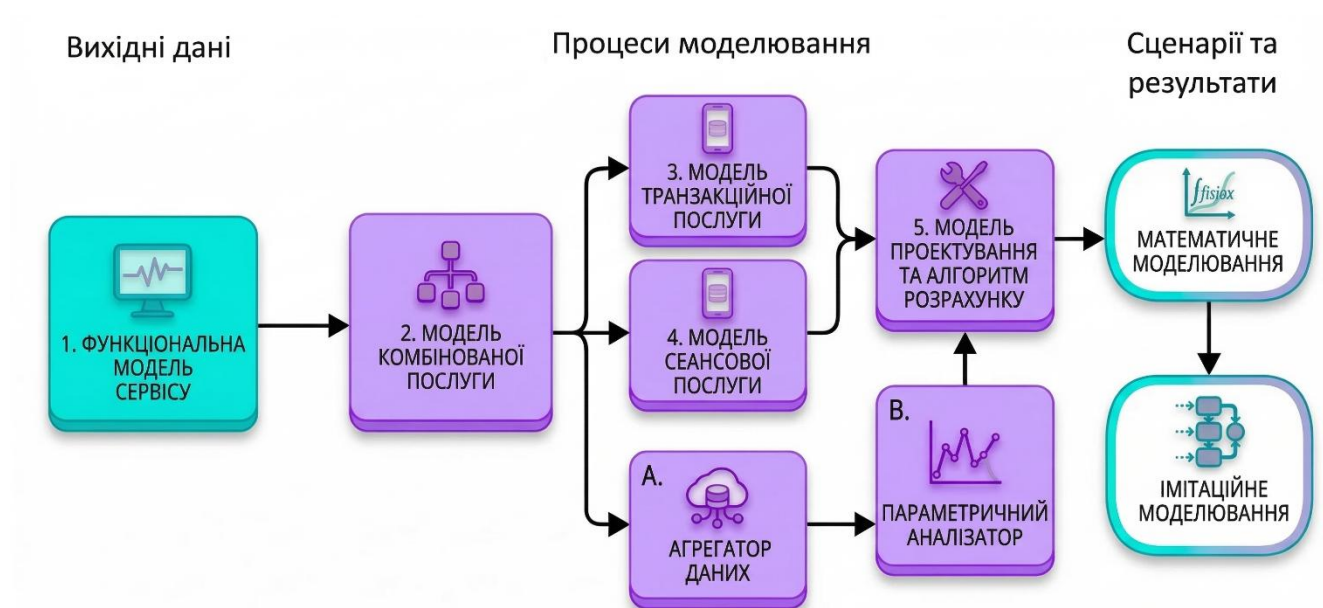 Вихідні дані
Процеси моделювання
Сценарії та
результати
1. ФУНКЦІОНАЛЬНА
МОДЕЛЬ
СЕРВІСУ
2. МОДЕЛЬ
КОМБІНОВАНОЇ
ПОСЛУГИ
3. МОДЕЛЬ
ТРАНЗАКЦІЙНОЇ
ПОСЛУГИ
4. МОДЕЛЬ
СЕАНСОВОЇ
ПОСЛУГИ
A.
АГРЕГАТОР
ДАНИХ
B.
ПАРАМЕТРИЧНИЙ
АНАЛІЗАТОР
5. МОДЕЛЬ
ПРОЕКТУВАННЯ
ТА АЛГОРИТМ
РОЗРАХУНКУ
МАТЕМАТИЧНЕ
МОДЕЛЮВАННЯ
ІМІТАЦІЙНЕ
МОДЕЛЮВАННЯ